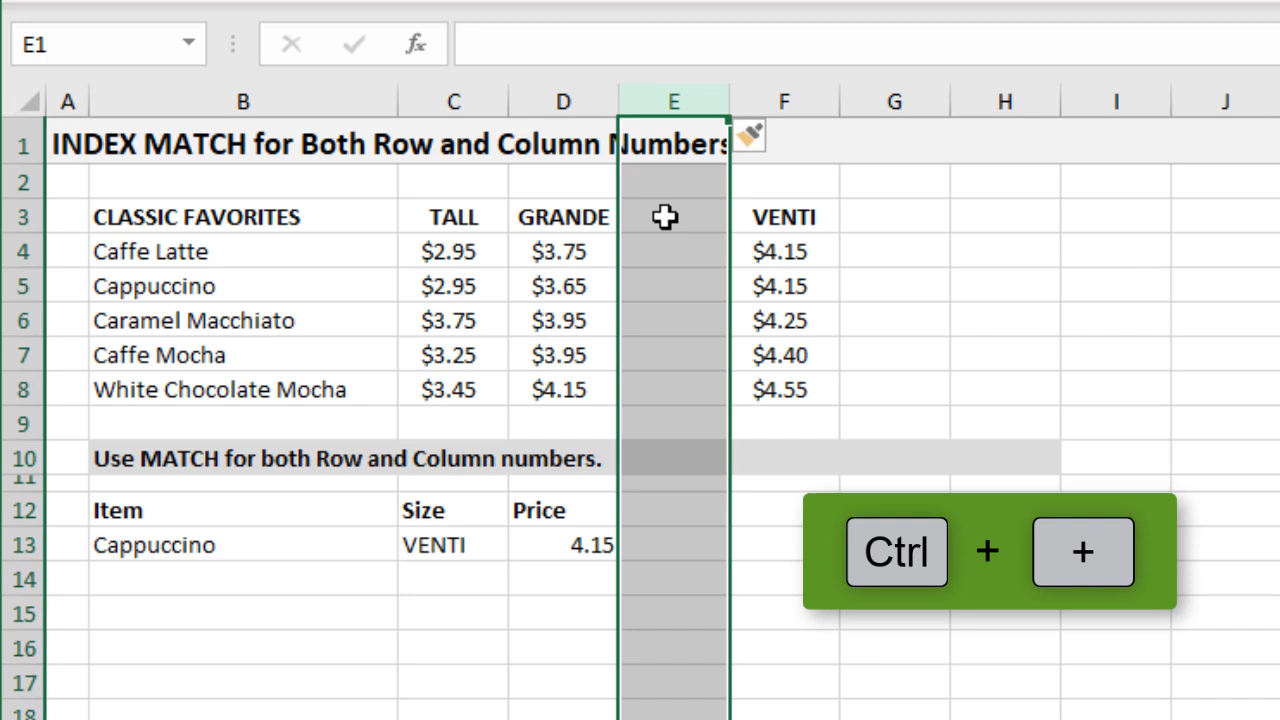 E1 fx
A B C D E F G H I J
1 INDEX MATCH for Both Row and Column Numbers
2
3 CLASSIC FAVORITES TALL GRANDE VENTI
4 Caffe Latte $2.95 $3.75 $4.15
5 Cappuccino $2.95 $3.65 $4.15
6 Caramel Macchiato $3.75 $3.95 $4.25
7 Caffe Mocha $3.25 $3.95 $4.40
8 White Chocolate Mocha $3.45 $4.15 $4.55
9
10 Use MATCH for both Row and Column numbers.
11
12 Item Size Price
13 Cappuccino VENTI 4.15
Ctrl + +
14
15
16
17
18